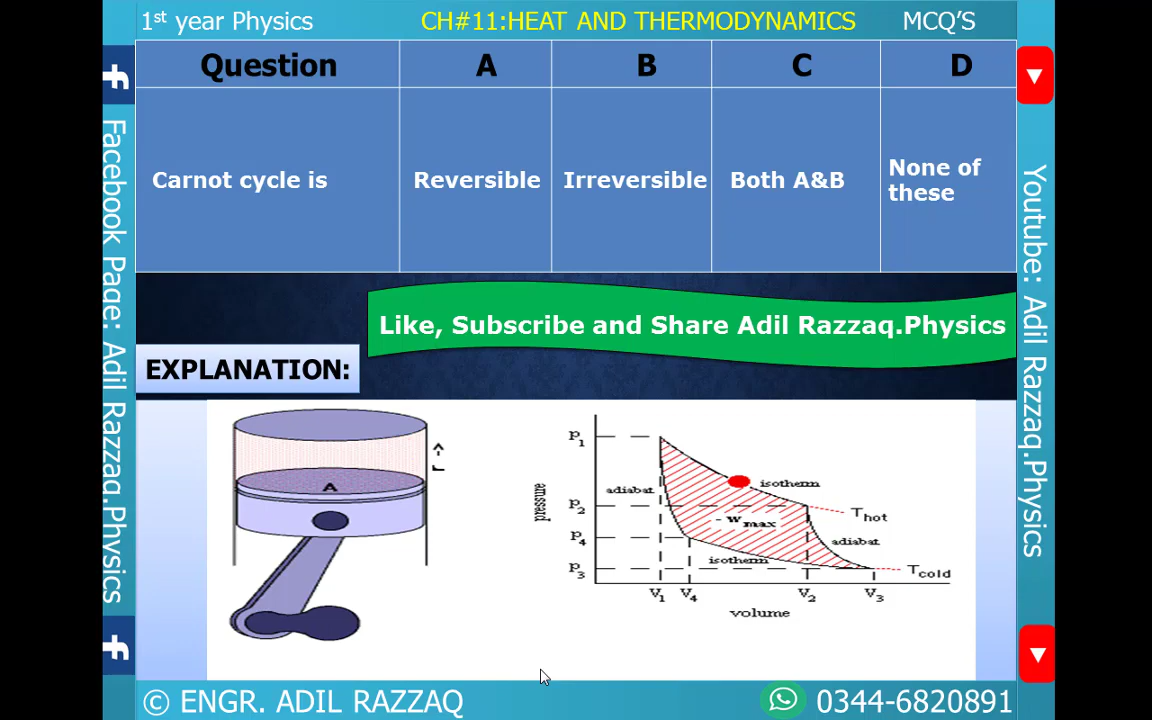 1st year Physics CH#11:HEAT AND THERMODYNAMICS MCQ'S
Question A B C D
Carnot cycle is Reversible Irreversible Both A&B None of these
Like, Subscribe and Share Adil Razzaq.Physics
EXPLANATION:
A
r ->
pressure
P1
P2
P4
P3
adiabat
isotherm
- wmax
Thot
adiabat
isotherm
Tcold
V1 V4 V2 V3
volume
© ENGR. ADIL RAZZAQ 0344-6820891
f Facebook Page: Adil Razzaq.Physics f
Youtube: Adil Razzaq.Physics